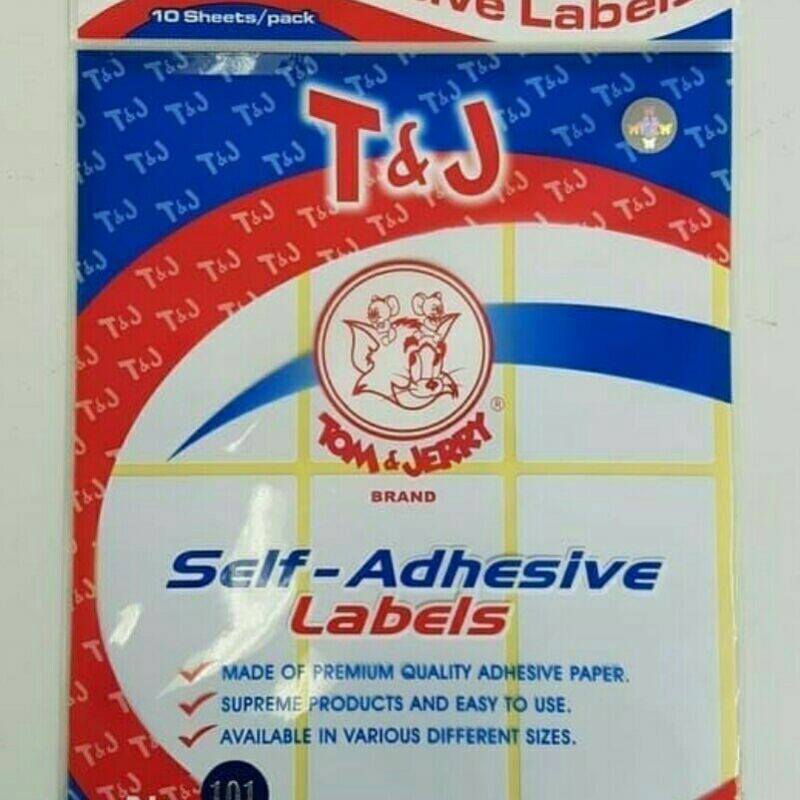 10 Sheets/pack
Labels
T&J
TOM & JERRY ®
BRAND
Self-Adhesive
Labels
MADE OF PREMIUM QUALITY ADHESIVE PAPER.
SUPREME PRODUCTS AND EASY TO USE.
AVAILABLE IN VARIOUS DIFFERENT SIZES.
101